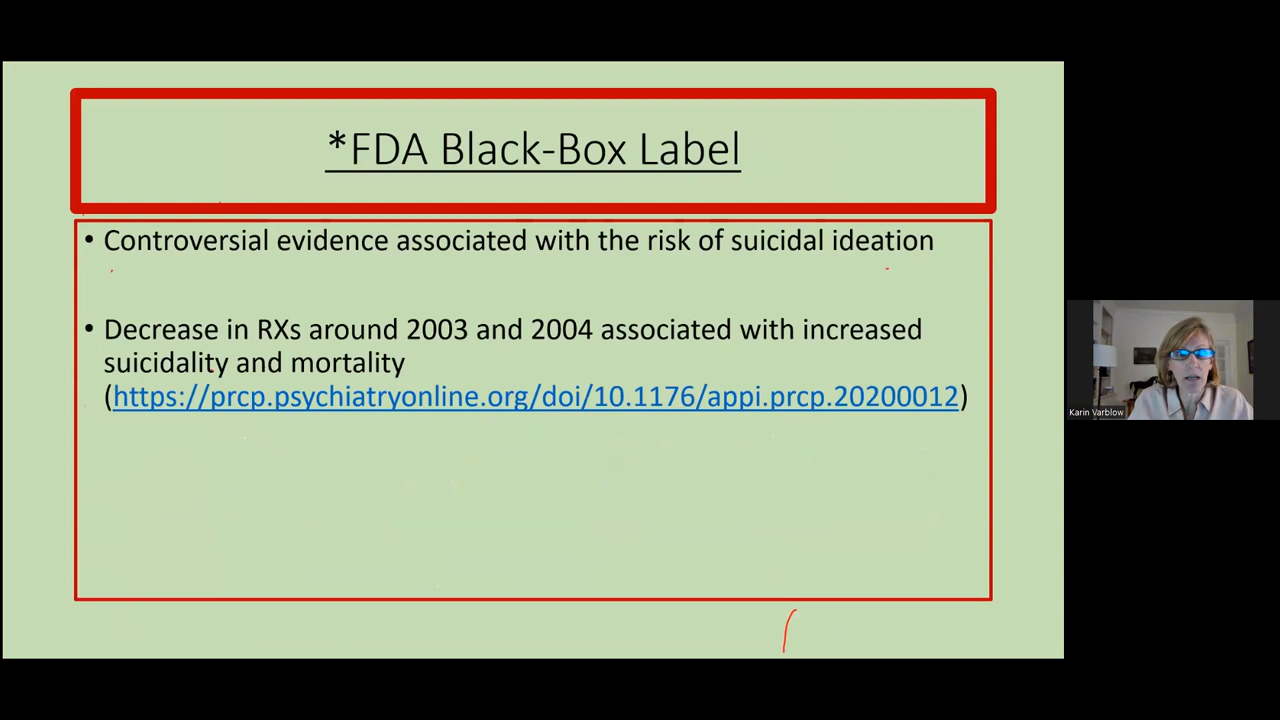 *FDA Black-Box Label
• Controversial evidence associated with the risk of suicidal ideation
• Decrease in RXs around 2003 and 2004 associated with increased
suicidality and mortality
(https://prcp.psychiatryonline.org/doi/10.1176/appi.prcp.20200012)
Karin Varblow